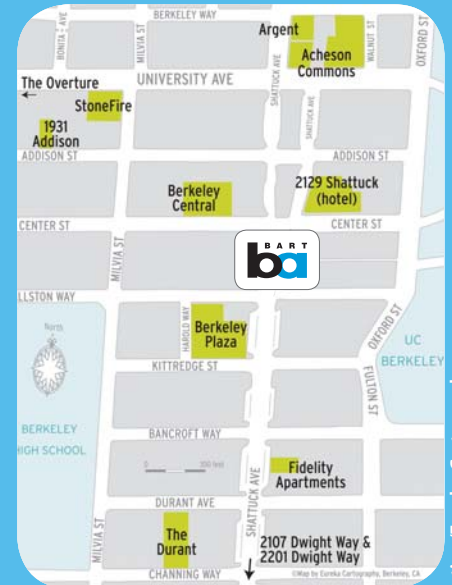 BERKELEY WAY
BONITA AVE
MILVIA ST
Argent
Acheson
Commons
WALNUT ST
OXFORD ST
SHATTUCK AVE
SHATTUCK AVE
The Overture
UNIVERSITY AVE
StoneFire
1931
Addison
ADDISON ST
ADDISON ST
Berkeley
Central
2129 Shattuck
(hotel)
CENTER ST
CENTER ST
MILVIA ST
BART
ba
LLSTON WAY
North
HAROLD WAY
Berkeley
Plaza
OXFORD ST
UC
BERKELEY
KITTREDGE ST
FULTON ST
BERKELEY
HIGH SCHOOL
BANCROFT WAY
0
300 feet
Fidelity
Apartments
SHATTUCK AVE
DURANT AVE
MILVIA ST
The
Durant
2107 Dwight Way &
2201 Dwight Way
CHANNING WAY
©Map by Eureka Cartography, Berkeley, CA